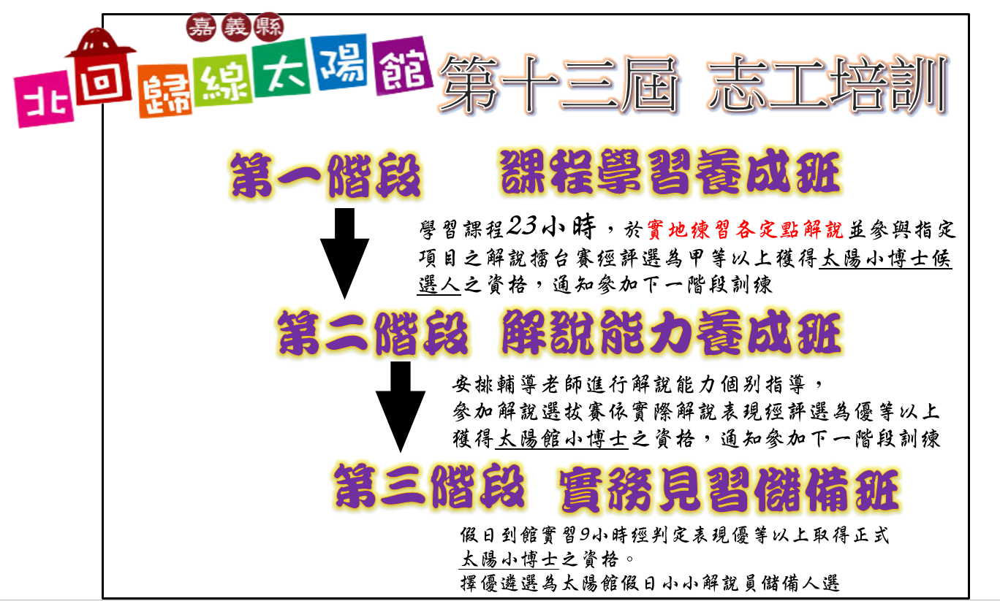 嘉義縣
北回歸線太陽館
第十三屆 志工培訓
第一階段 課程學習養成班
學習課程23小時，於實地練習各定點解說並參與指定
項目之解說擂台賽經評選為甲等以上獲得太陽小博士候
選人之資格，通知參加下一階段訓練
第二階段 解說能力養成班
安排輔導老師進行解說能力個別指導，
參加解說選拔賽依實際解說表現經評選為優等以上
獲得太陽館小博士之資格，通知參加下一階段訓練
第三階段 實務見習儲備班
假日到館實習9小時經判定表現優等以上取得正式
太陽小博士之資格。
擇優遴選為太陽館假日小小解說員儲備人選